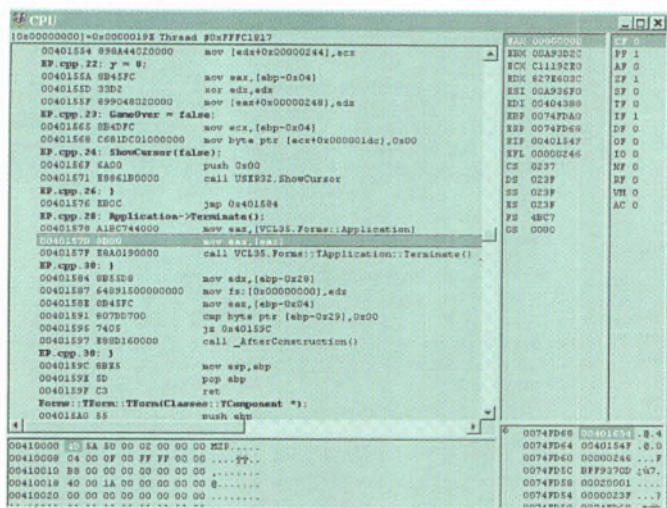 CPU
[0x00000000]=0x0000019E Thread #0xFFFC1817
00401554 898A44020000 mov [edx+0x00000244],ecx
EP.cpp.22: y = 0;
0040155A 8B45FC mov eax,[ebp-0x04]
0040155D 33D2 xor edx,edx
0040155F 899048020000 mov [eax+0x00000248],edx
EP.cpp.23: GameOver = false;
00401565 8B4DFC mov ecx,[ebp-0x04]
00401568 C681DC01000000 mov byte ptr [ecx+0x000001dc],0x00
EP.cpp.24: ShowCursor(false);
0040156F 6A00 push 0x00
00401571 E8861B0000 call USER32.ShowCursor
EP.cpp.26: }
00401576 EB0C jmp 0x401584
EP.cpp.28: Application->Terminate();
00401578 A1BC744000 mov eax,[VCL35.Forms::Application]
0040157D 8B00 mov eax,[eax]
0040157F E8A0190000 call VCL35.Forms::TApplication::Terminate()
EP.cpp.30: }
00401584 8B55D8 mov edx,[ebp-0x28]
00401587 64891500000000 mov fs:[0x00000000],edx
0040158E 8B45FC mov eax,[ebp-0x04]
00401591 807DD700 cmp byte ptr [ebp-0x29],0x00
00401595 7405 jz 0x40159C
00401597 E88D160000 call _AfterConstruction()
EP.cpp.30: }
0040159C 8BE5 mov esp,ebp
0040159E 5D pop ebp
0040159F C3 ret
Forms::TForm::TForm(Classes::TComponent *);
004015A0 55 push ebp
EAX 00000000
EBX 00A93D2C
ECX C11192E0
EDX 827E602C
ESI 00A936F0
EDI 00404388
EBP 0074FDA0
ESP 0074FD68
EIP 0040154F
EFL 00000246
CS 0237
DS 023F
SS 023F
ES 023F
FS 4BC7
GS 0000
CF 0
PF 1
AF 0
ZF 1
SF 0
TF 0
IF 1
DF 0
OF 0
IO 0
NF 0
RF 0
VM 0
AC 0
00410000 4D 5A 50 00 02 00 00 00 MZP.....
00410008 04 00 0F 00 FF FF 00 00
00410010 B8 00 00 00 00 00 00 00
00410018 40 00 1A 00 00 00 00 00 @.......
00410020 00 00 00 00 00 00 00 00 ........
0074FD68 00401654
0074FD64 0040154F
0074FD60 00000246 ...F
0074FD5C BFF9370D
0074FD58 00020001 ....
0074FD54 0000023F ...?